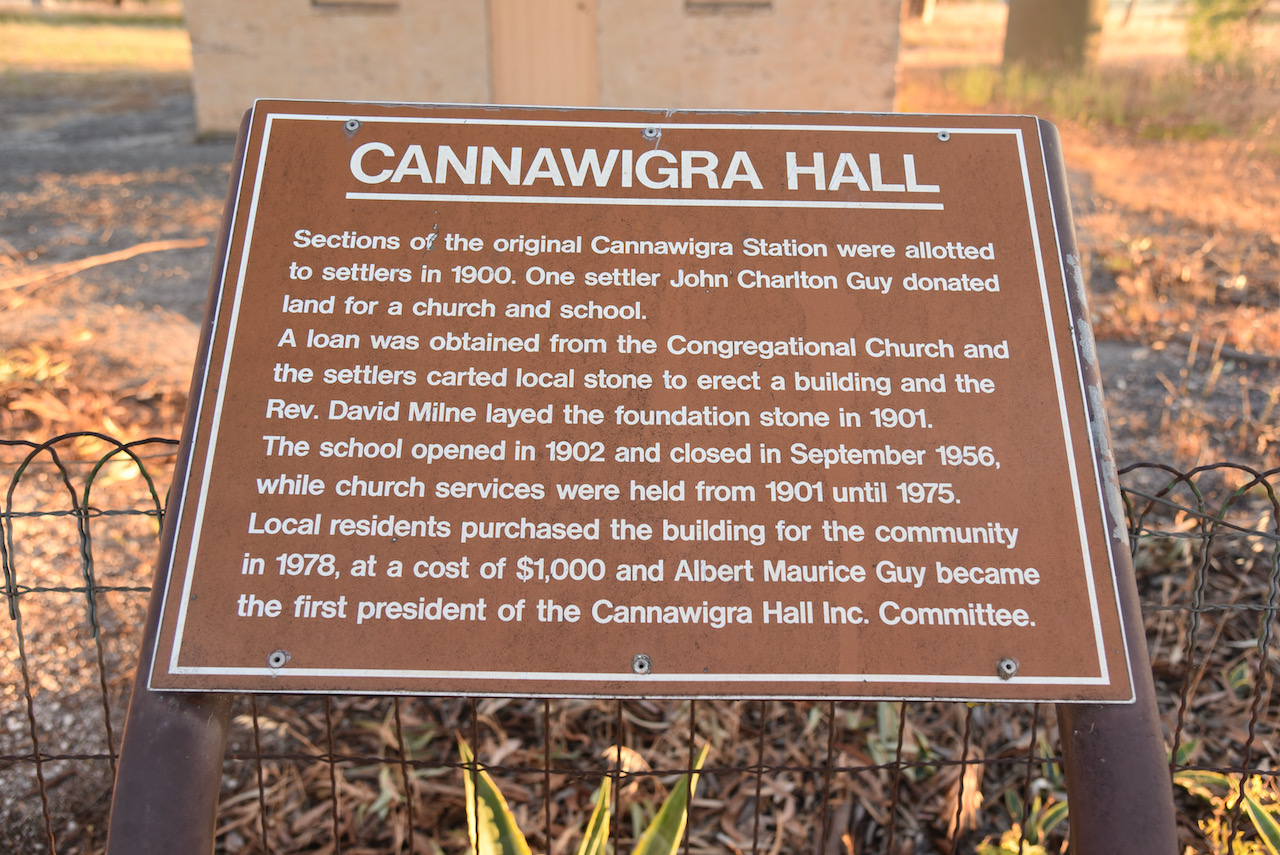 CANNAWIGRA HALL
Sections of the original Cannawigra Station were allotted
to settlers in 1900. One settler John Charlton Guy donated
land for a church and school.
A loan was obtained from the Congregational Church and
the settlers carted local stone to erect a building and the
Rev. David Milne layed the foundation stone in 1901.
The school opened in 1902 and closed in September 1956,
while church services were held from 1901 until 1975.
Local residents purchased the building for the community
in 1978, at a cost of $1,000 and Albert Maurice Guy became
the first president of the Cannawigra Hall Inc. Committee.